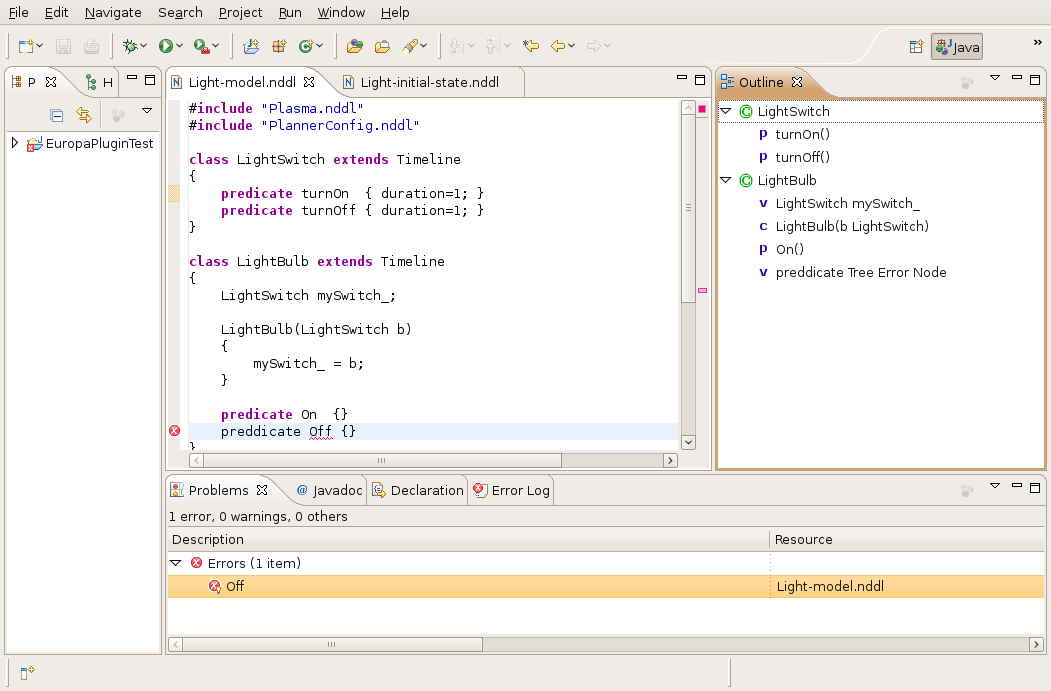 File Edit Navigate Search Project Run Window Help
Java »
P H
EuropaPluginTest
Light-model.nddl Light-initial-state.nddl
#include "Plasma.nddl"
#include "PlannerConfig.nddl"
class LightSwitch extends Timeline
{
predicate turnOn { duration=1; }
predicate turnOff { duration=1; }
}
class LightBulb extends Timeline
{
LightSwitch mySwitch_;
LightBulb(LightSwitch b)
{
mySwitch_ = b;
}
predicate On {}
preddicate Off {}
}
Outline
LightSwitch
p turnOn()
p turnOff()
LightBulb
v LightSwitch mySwitch_
c LightBulb(b LightSwitch)
p On()
v preddicate Tree Error Node
Problems @ Javadoc Declaration Error Log
1 error, 0 warnings, 0 others
Description Resource
Errors (1 item)
Off Light-model.nddl